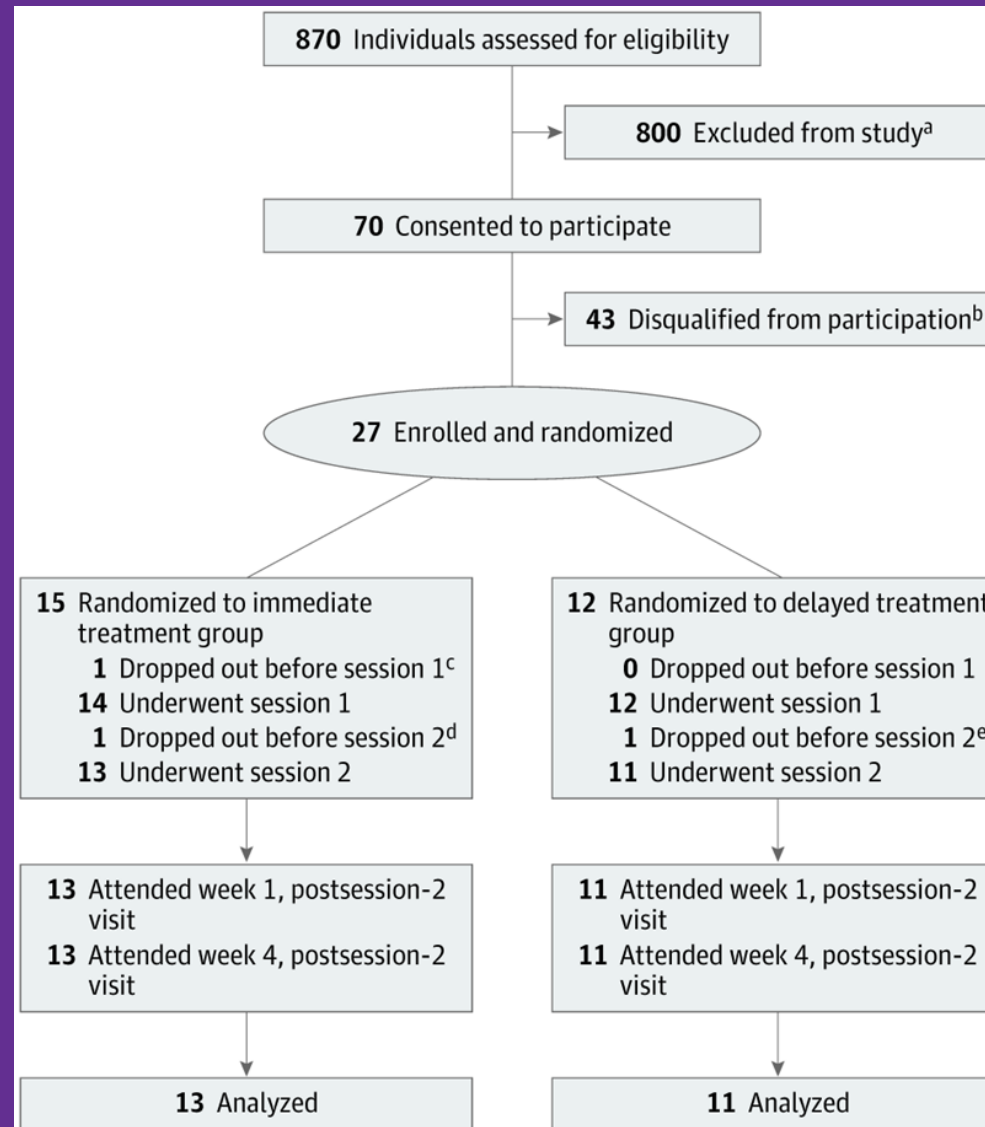 870 Individuals assessed for eligibility
800 Excluded from studyᵃ
70 Consented to participate
43 Disqualified from participationᵇ
27 Enrolled and randomized
15 Randomized to immediate
treatment group
1 Dropped out before session 1ᶜ
14 Underwent session 1
1 Dropped out before session 2ᵈ
13 Underwent session 2
12 Randomized to delayed treatment
group
0 Dropped out before session 1
12 Underwent session 1
1 Dropped out before session 2ᵉ
11 Underwent session 2
13 Attended week 1, postsession-2
visit
13 Attended week 4, postsession-2
visit
11 Attended week 1, postsession-2
visit
11 Attended week 4, postsession-2
visit
13 Analyzed
11 Analyzed